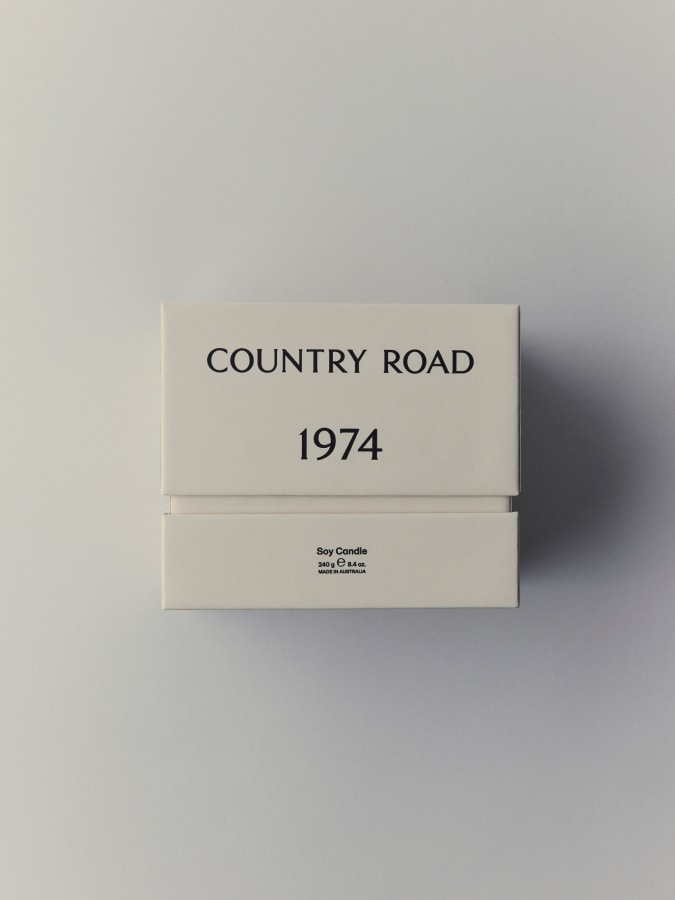 COUNTRY ROAD
1974
Soy Candle
240 g ℮ 8.4 oz.
MADE IN AUSTRALIA